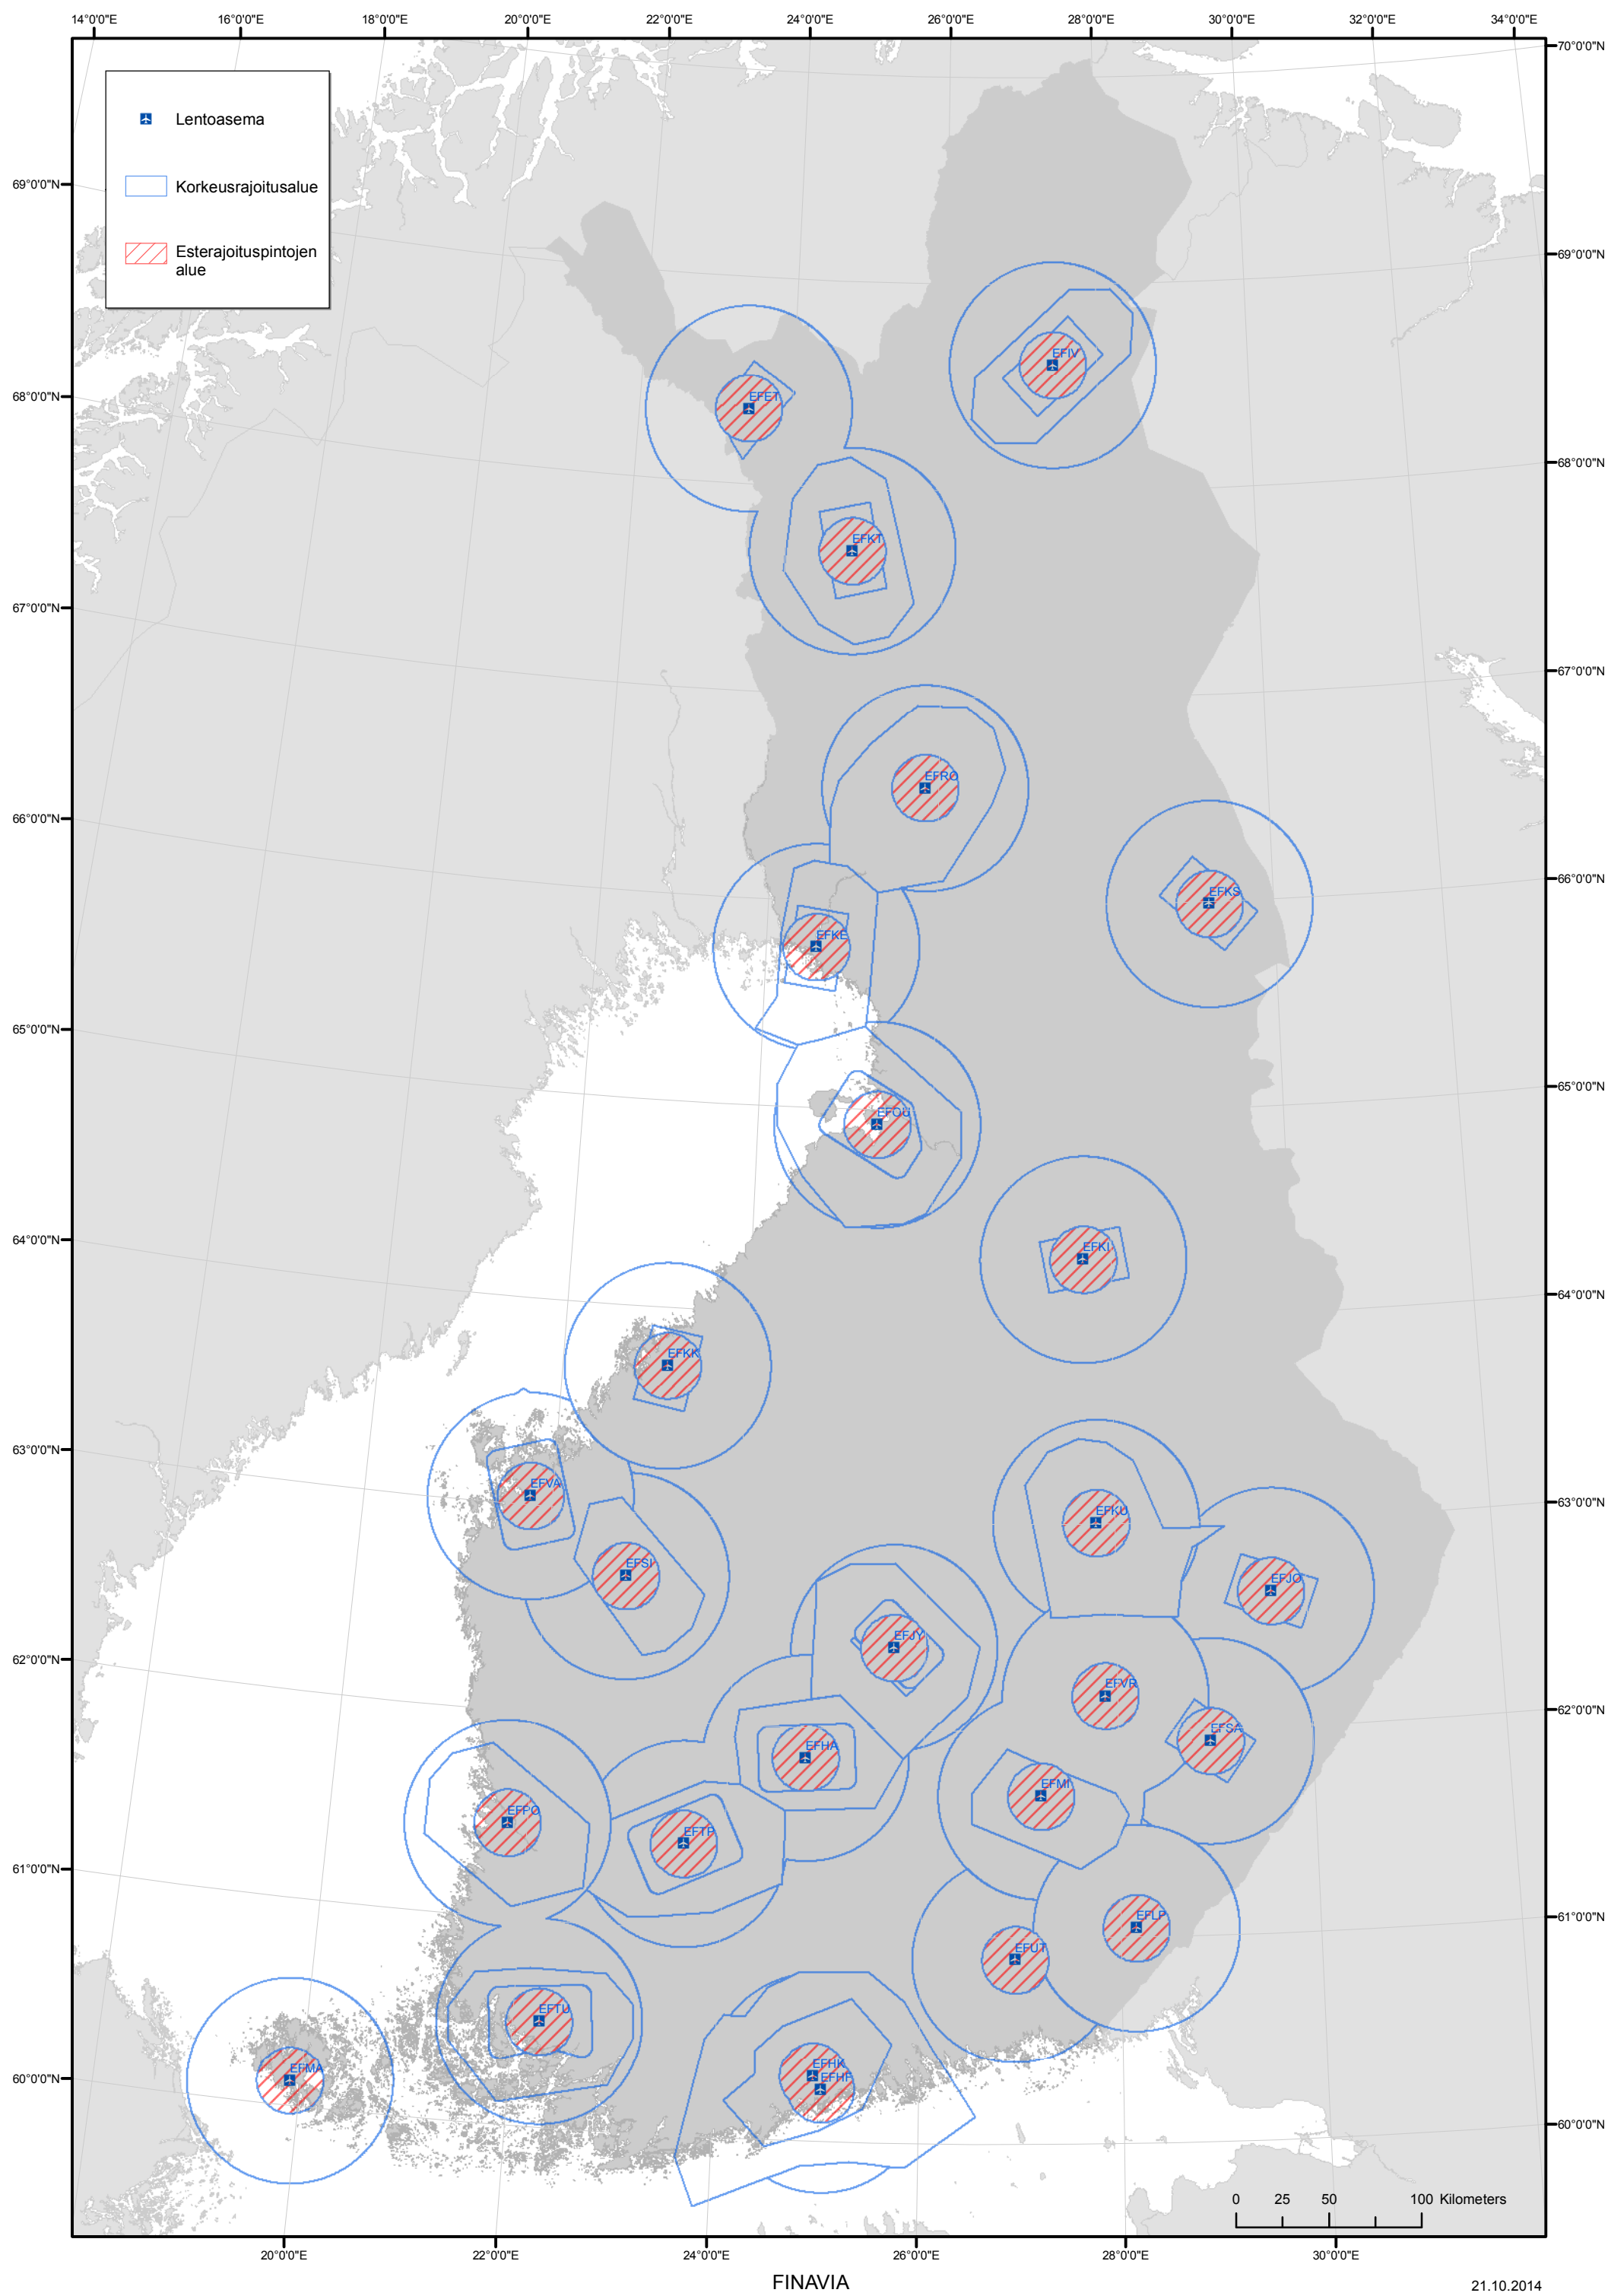 14°0'0"E
16°0'0"E
18°0'0"E
20°0'0"E
22°0'0"E
24°0'0"E
26°0'0"E
28°0'0"E
30°0'0"E
32°0'0"E
34°0'0"E
70°0'0"N
Lentoasema
Korkeusrajoitusalue
Esterajoituspintojen
alue
69°0'0"N
69°0'0"N
EFIV
EFET
68°0'0"N
68°0'0"N
EFKT
67°0'0"N
67°0'0"N
EFRO
66°0'0"N
66°0'0"N
EFKS
EFKE
65°0'0"N
65°0'0"N
EFOU
64°0'0"N
EFKI
64°0'0"N
EFKK
63°0'0"N
EFVA
63°0'0"N
EFKU
EFSI
EFJO
EFJY
62°0'0"N
EFVR
62°0'0"N
EFSA
EFHA
EFMI
EFPO
EFTP
61°0'0"N
EFLP
61°0'0"N
EFUT
EFTU
EFMA
EFHK
EFHF
60°0'0"N
60°0'0"N
0 25 50 100 Kilometers
20°0'0"E
22°0'0"E
24°0'0"E
26°0'0"E
28°0'0"E
30°0'0"E
FINAVIA
21.10.2014